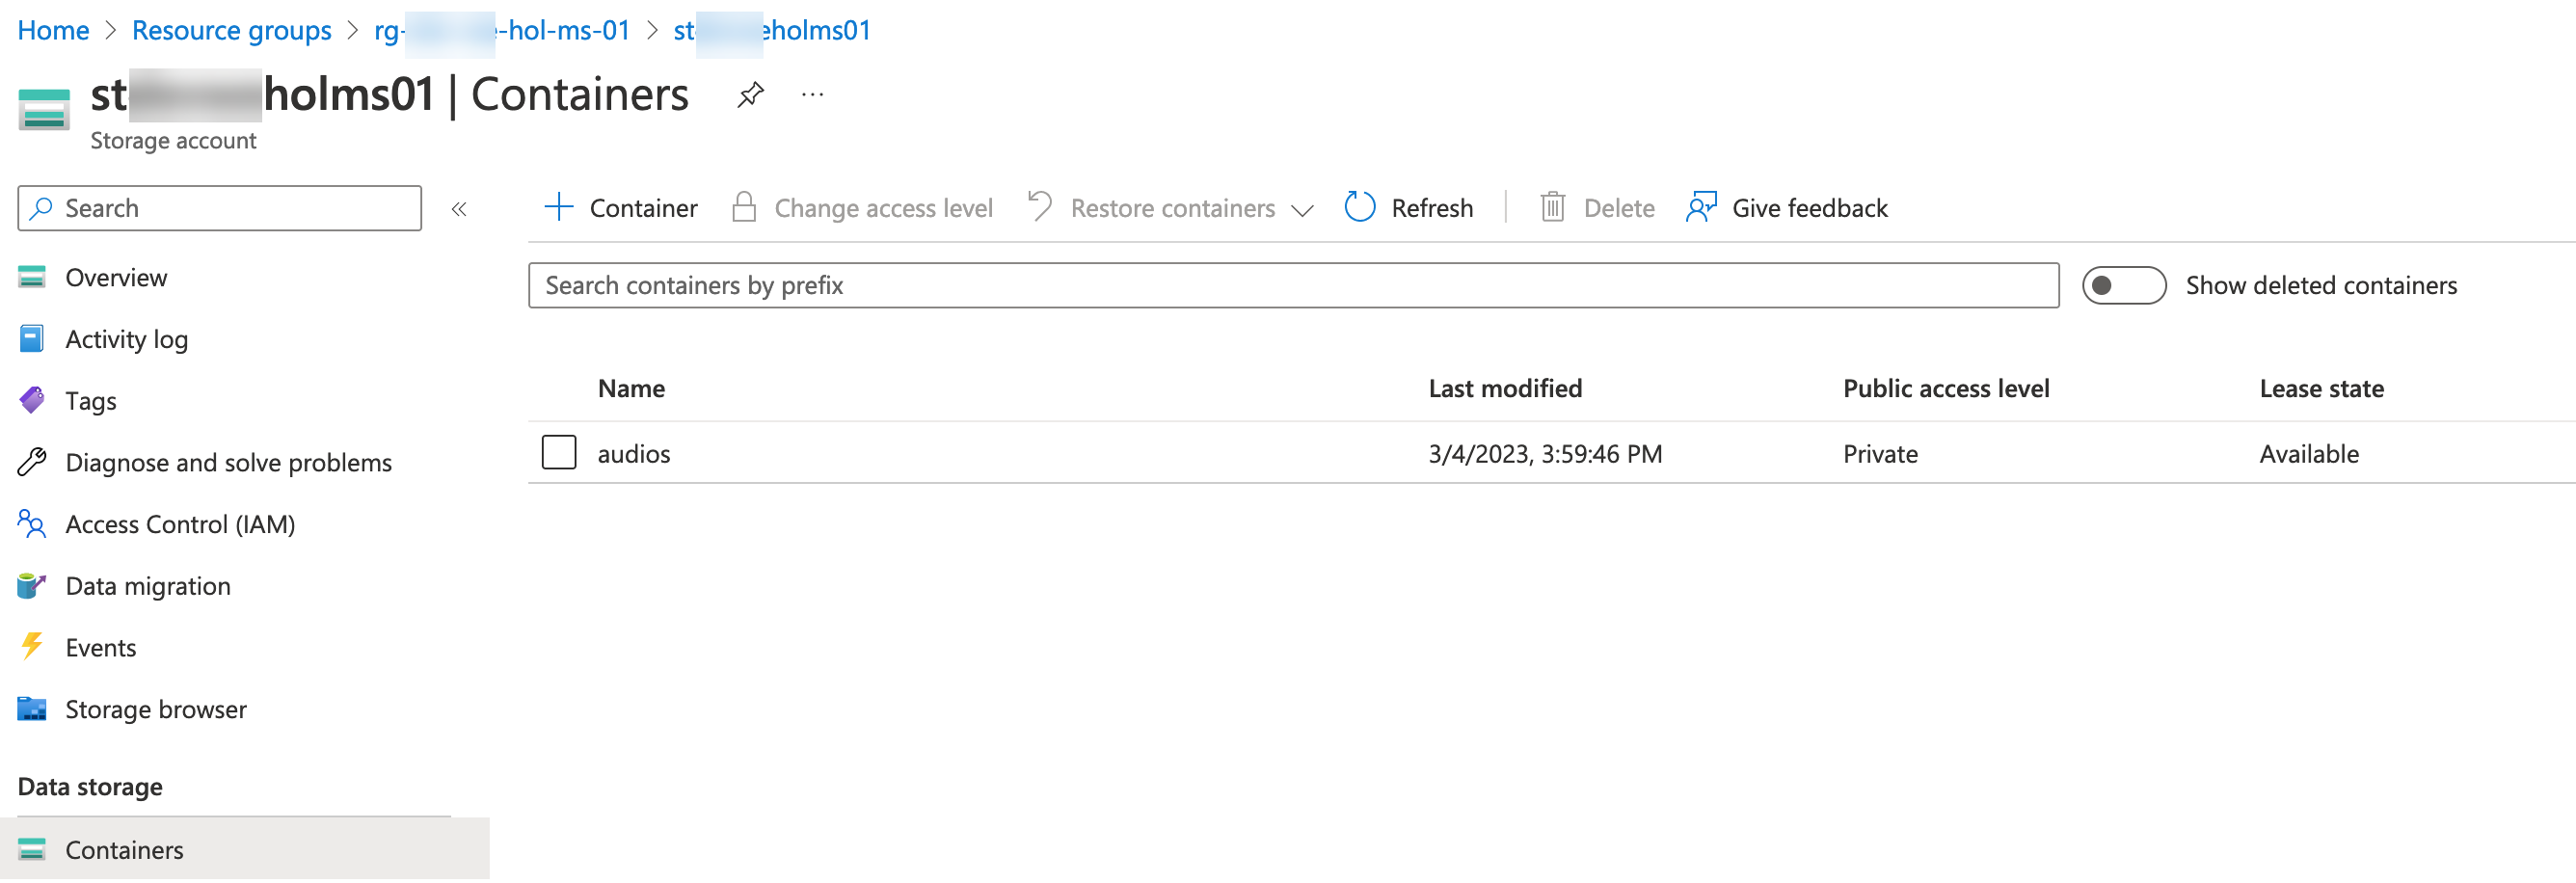 Home > Resource groups > rg- -hol-ms-01 > st eholms01
st holms01 | Containers ...
Storage account
Search «
+ Container Change access level Restore containers Refresh | Delete Give feedback
Search containers by prefix Show deleted containers
Name Last modified Public access level Lease state
audios 3/4/2023, 3:59:46 PM Private Available
Overview
Activity log
Tags
Diagnose and solve problems
Access Control (IAM)
Data migration
Events
Storage browser
Data storage
Containers